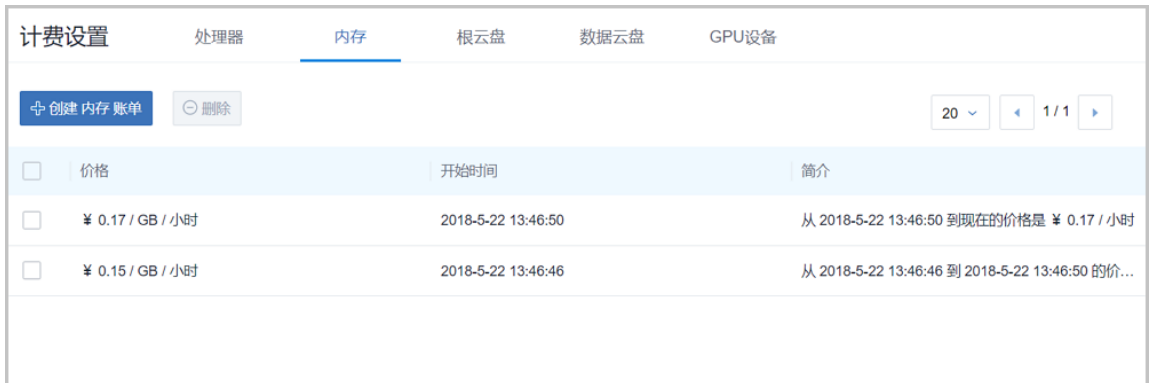 计费设置 处理器 内存 根云盘 数据云盘 GPU设备
创建 内存 账单 删除 20 1 / 1
价格 开始时间 简介
¥ 0.17 / GB / 小时 2018-5-22 13:46:50 从 2018-5-22 13:46:50 到现在的价格是 ¥ 0.17 / 小时
¥ 0.15 / GB / 小时 2018-5-22 13:46:46 从 2018-5-22 13:46:46 到 2018-5-22 13:46:50 的价…